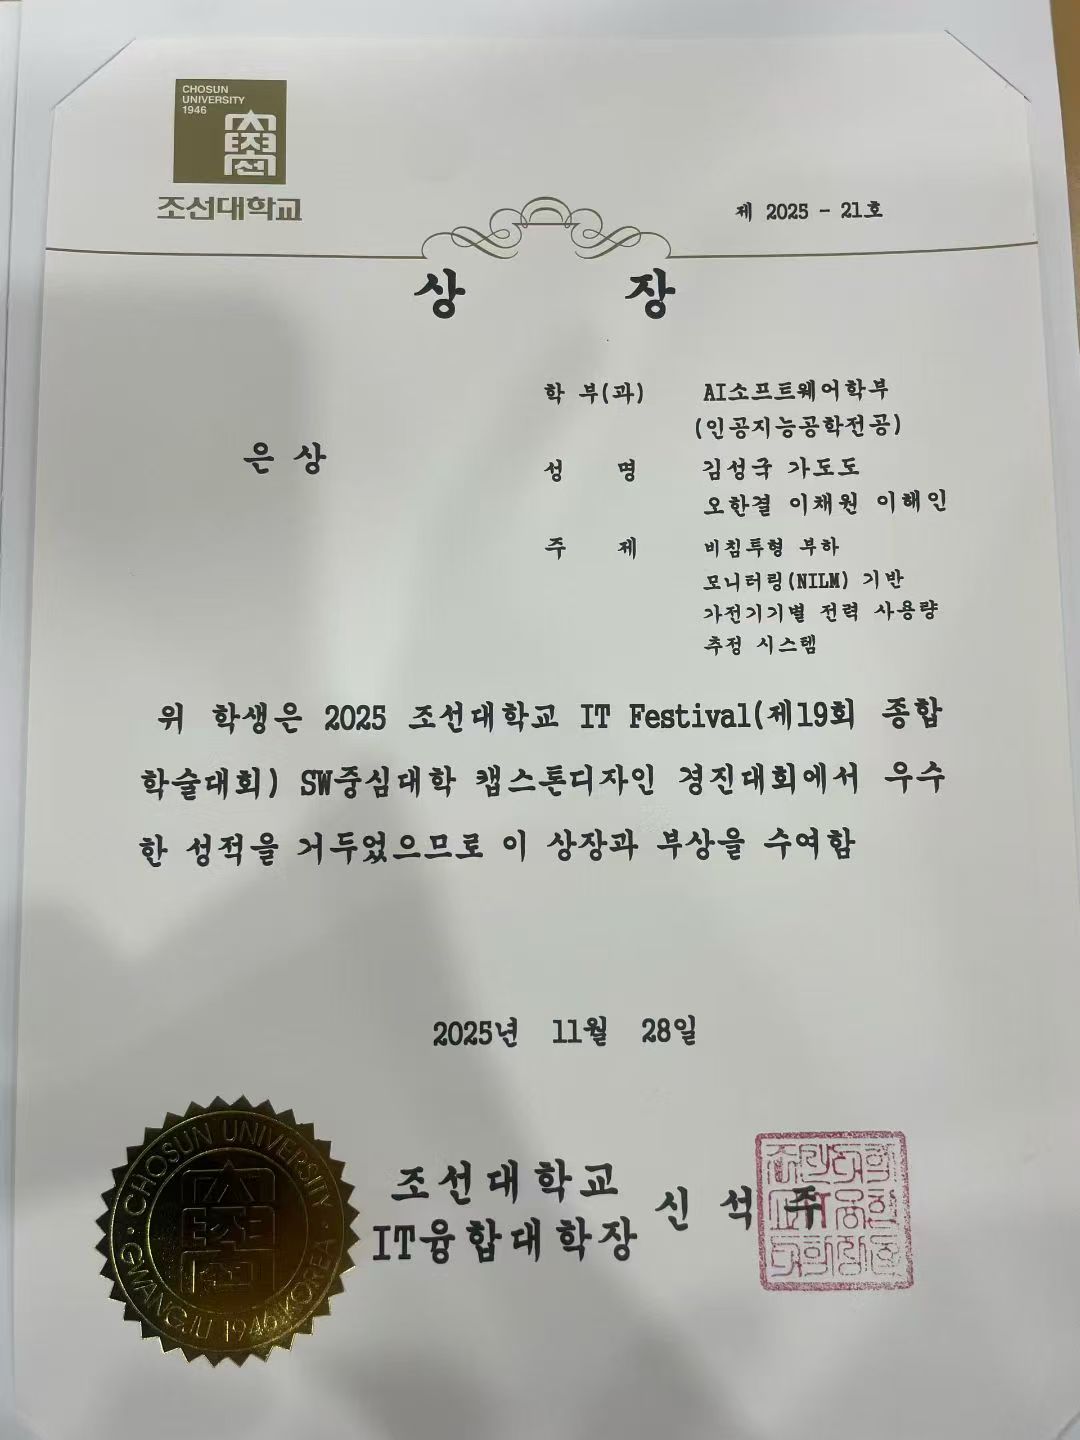 CHOSUN
UNIVERSITY
1946
조선대학교
제 2025 - 21호
상 장
은 상
학 부(과) AI소프트웨어학부
(인공지능공학전공)
성 명 김성국 가도도
오한결 이채원 이해인
주 제 비침투형 부하
모니터링(NILM) 기반
가전기기별 전력 사용량
추정 시스템
위 학생은 2025 조선대학교 IT Festival(제19회 종합
학술대회) SW중심대학 캡스톤디자인 경진대회에서 우수
한 성적을 거두었으므로 이 상장과 부상을 수여함
2025년 11월 28일
조선대학교
IT융합대학장 신 석 주
CHOSUN UNIVERSITY
GWANGJU 1946 KOREA